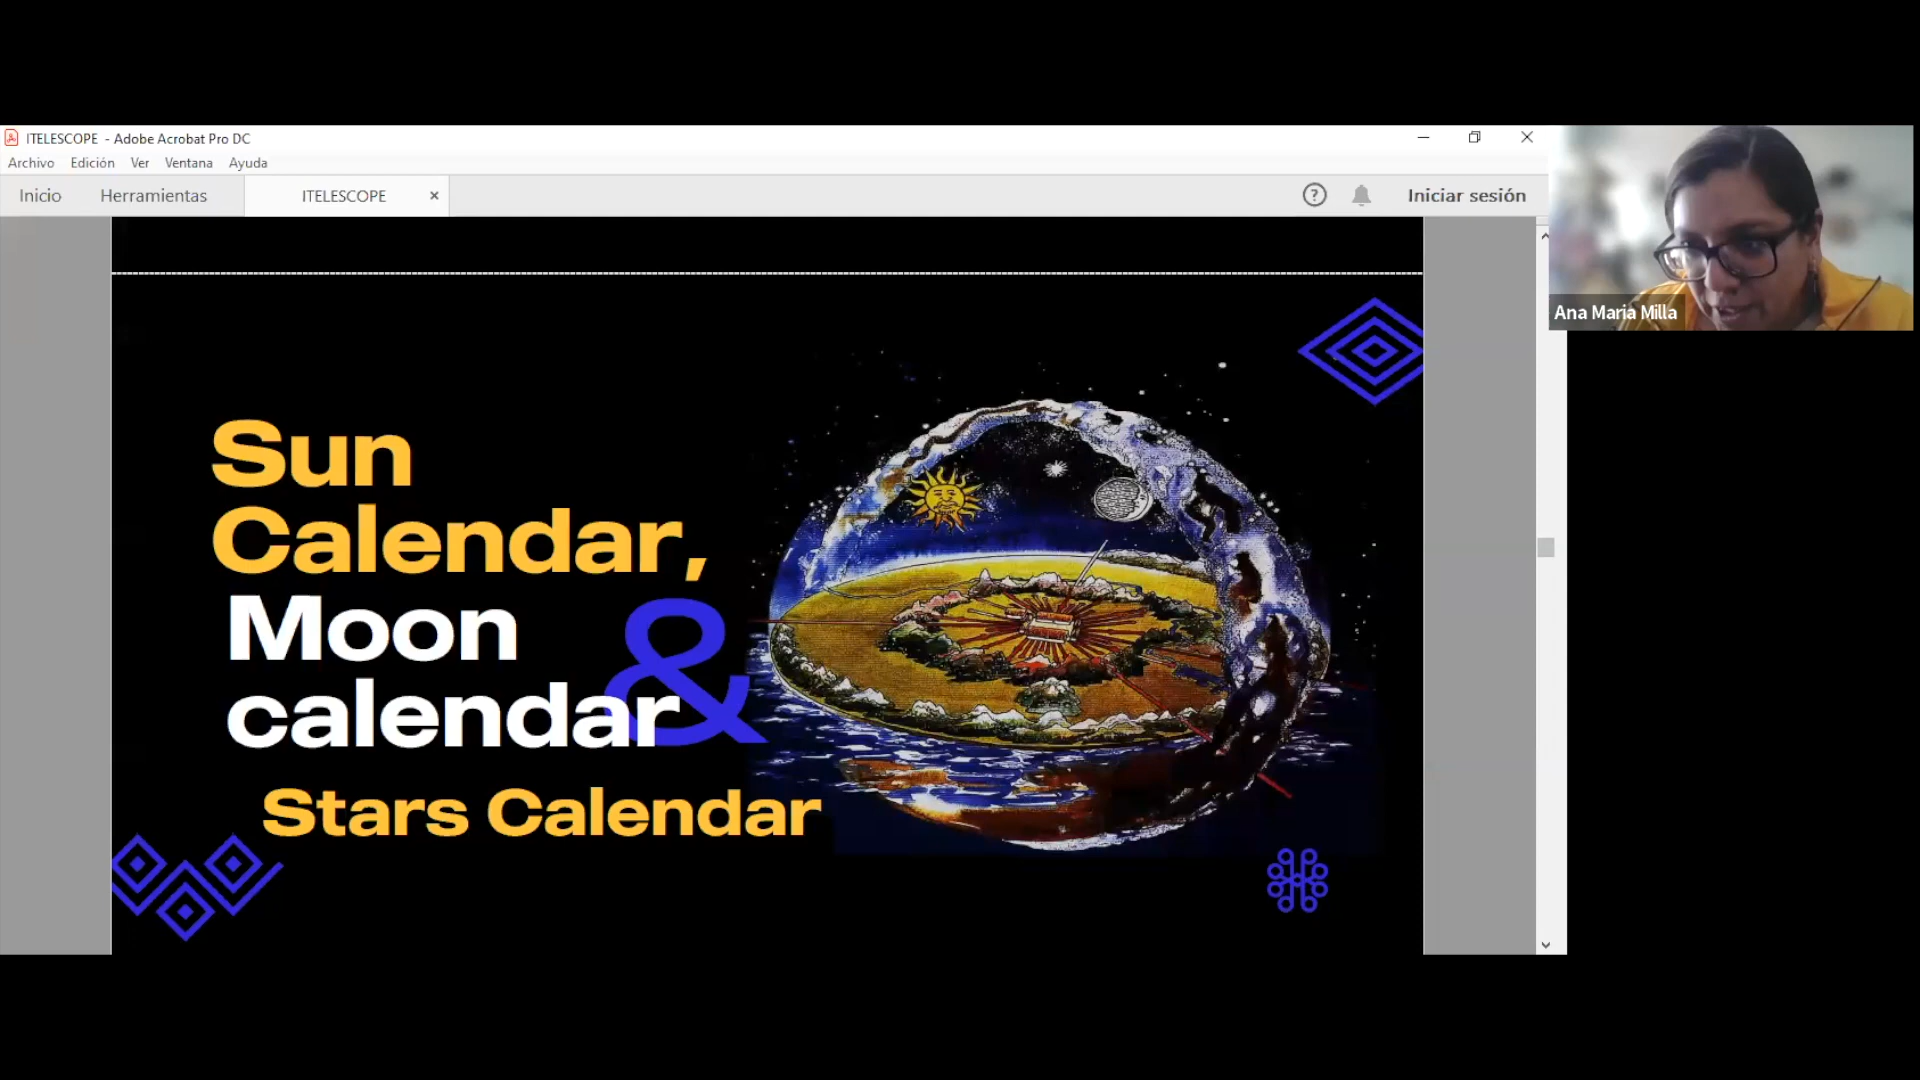 ITELESCOPE - Adobe Acrobat Pro DC
Archivo Edición Ver Ventana Ayuda
Inicio Herramientas ITELESCOPE Iniciar sesión
Ana Maria Milla
Sun
Calendar,
Moon
&
calendar
Stars Calendar